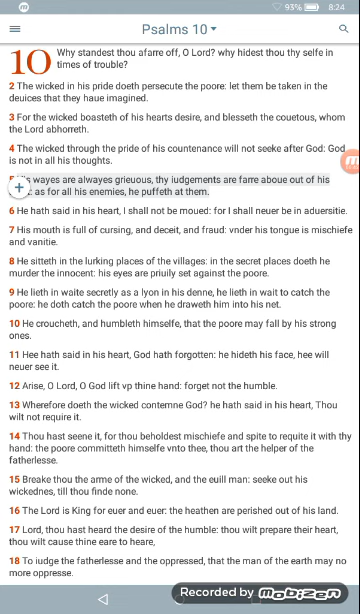 93% 8:24
Psalms 10
10 Why standest thou afarre off, O Lord? why hidest thou thy selfe in
times of trouble?
2 The wicked in his pride doeth persecute the poore: let them be taken in the
deuices that they haue imagined.
3 For the wicked boasteth of his hearts desire, and blesseth the couetous, whom
the Lord abhorreth.
4 The wicked through the pride of his countenance will not seeke after God: God
is not in all his thoughts.
wayes are alwayes grieuous, thy iudgements are farre aboue out of his
as for all his enemies, he puffeth at them.
6 He hath said in his heart, I shall not be moued: for I shall neuer be in aduersitie.
7 His mouth is full of cursing, and deceit, and fraud: vnder his tongue is mischiefe
and vanitie.
8 He sitteth in the lurking places of the villages: in the secret places doeth he
murder the innocent: his eyes are priuily set against the poore.
9 He lieth in waite secretly as a lyon in his denne, he lieth in wait to catch the
poore: he doth catch the poore when he draweth him into his net.
10 He croucheth, and humbleth himselfe, that the poore may fall by his strong
ones.
11 Hee hath said in his heart, God hath forgotten: he hideth his face, hee will
neuer see it.
12 Arise, O Lord, O God lift vp thine hand: forget not the humble.
13 Wherefore doeth the wicked contemne God? he hath said in his heart, Thou
wilt not require it.
14 Thou hast seene it, for thou beholdest mischiefe and spite to requite it with thy
hand: the poore committeth himselfe vnto thee, thou art the helper of the
fatherlesse.
15 Breake thou the arme of the wicked, and the euill man: seeke out his
wickednes, till thou finde none.
16 The Lord is King for euer and euer: the heathen are perished out of his land.
17 Lord, thou hast heard the desire of the humble: thou wilt prepare their heart,
thou wilt cause thine eare to heare,
18 To iudge the fatherlesse and the oppressed, that the man of the earth may no
more oppresse.
Recorded by Mobizen